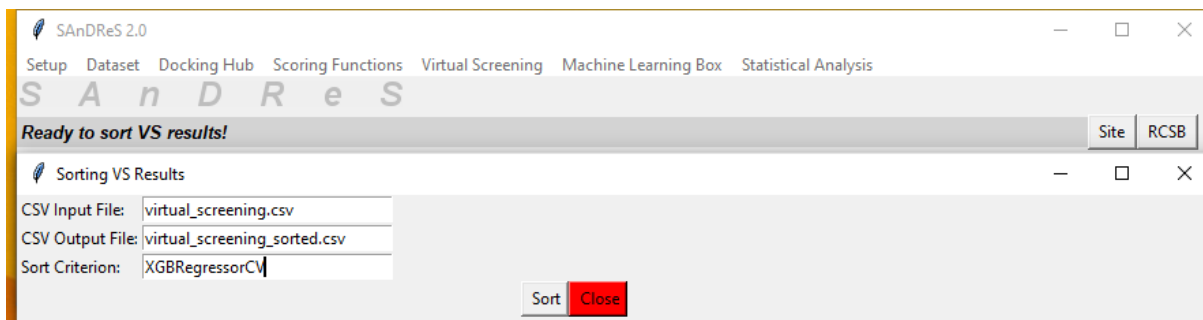 SAnDReS 2.0
Setup Dataset Docking Hub Scoring Functions Virtual Screening Machine Learning Box Statistical Analysis
S A n D R e S
Ready to sort VS results! Site RCSB
Sorting VS Results
CSV Input File: virtual_screening.csv
CSV Output File: virtual_screening_sorted.csv
Sort Criterion: XGBRegressorCV
Sort Close